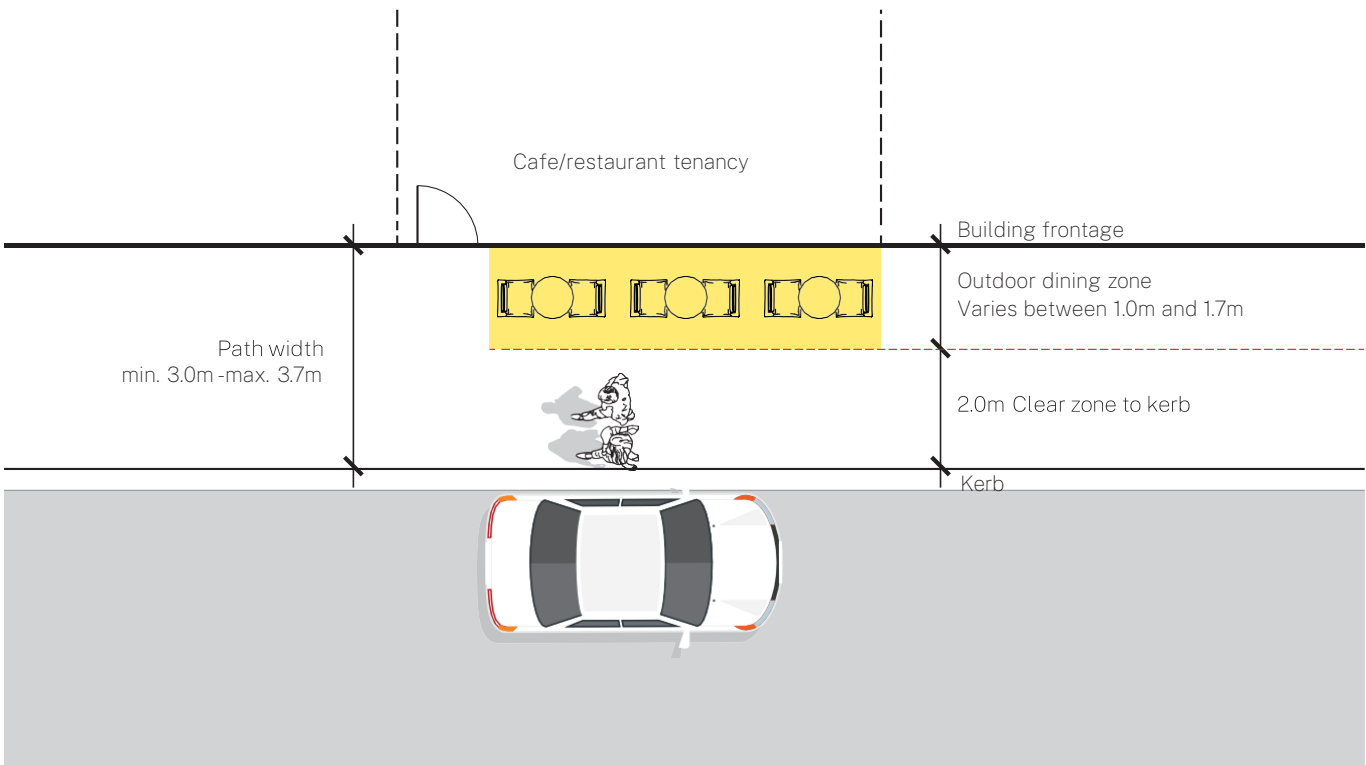 Cafe/restaurant tenancy
Building frontage
Outdoor dining zone
Varies between 1.0m and 1.7m
Path width
min. 3.0m -max. 3.7m
2.0m Clear zone to kerb
Kerb